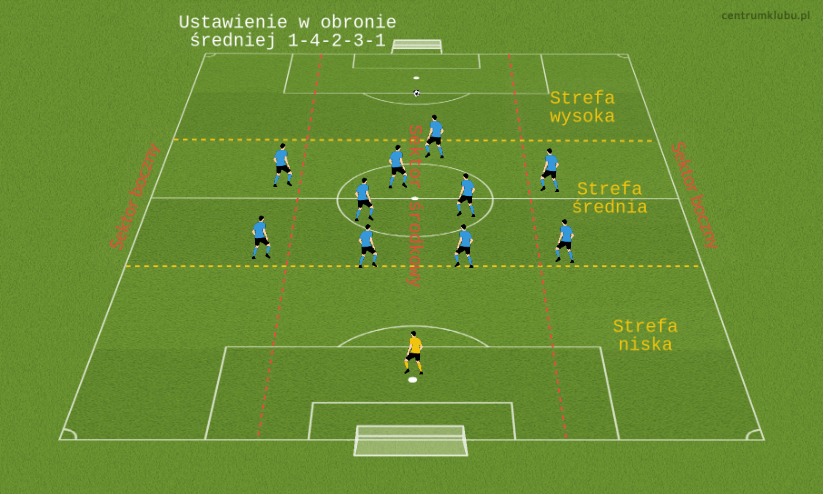 Ustawienie w obronie
średniej 1-4-2-3-1
centrumklubu.pl
Strefa
wysoka
Sektor boczny
Sektor środkowy
Sektor boczny
Strefa
średnia
Strefa
niska